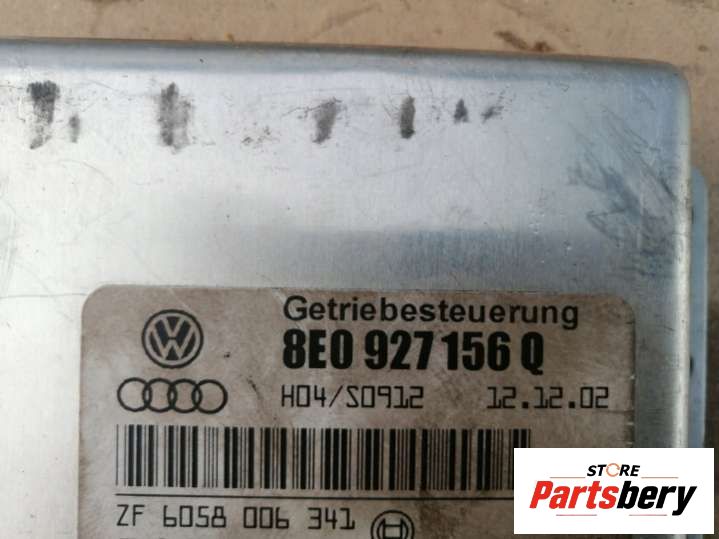 Getriebesteuerung
8E0 927 156 Q
H04/S0912 12.12.02
ZF 6058 006 341
STORE
Partsbery